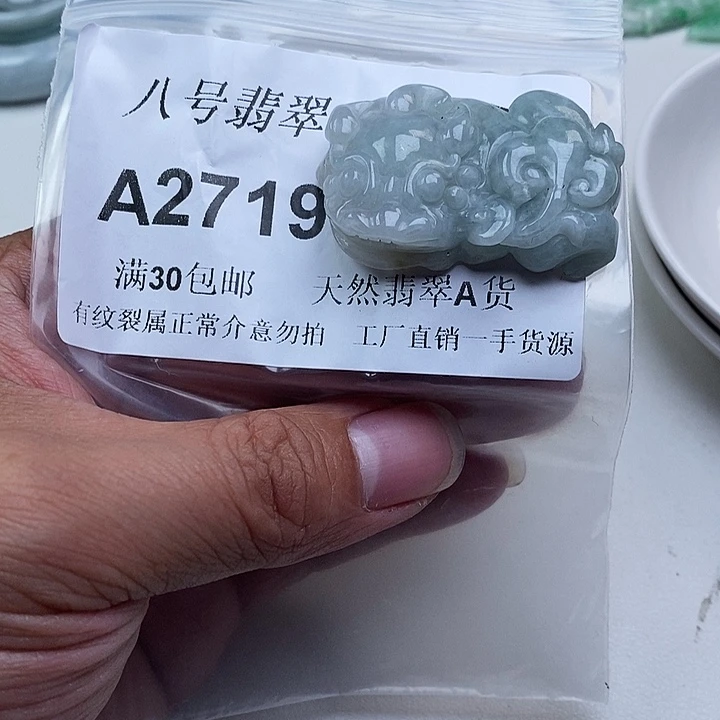 八号翡翠
A2719
满30包邮 天然翡翠A货
有纹裂属正常介意勿拍 工厂直销一手货源